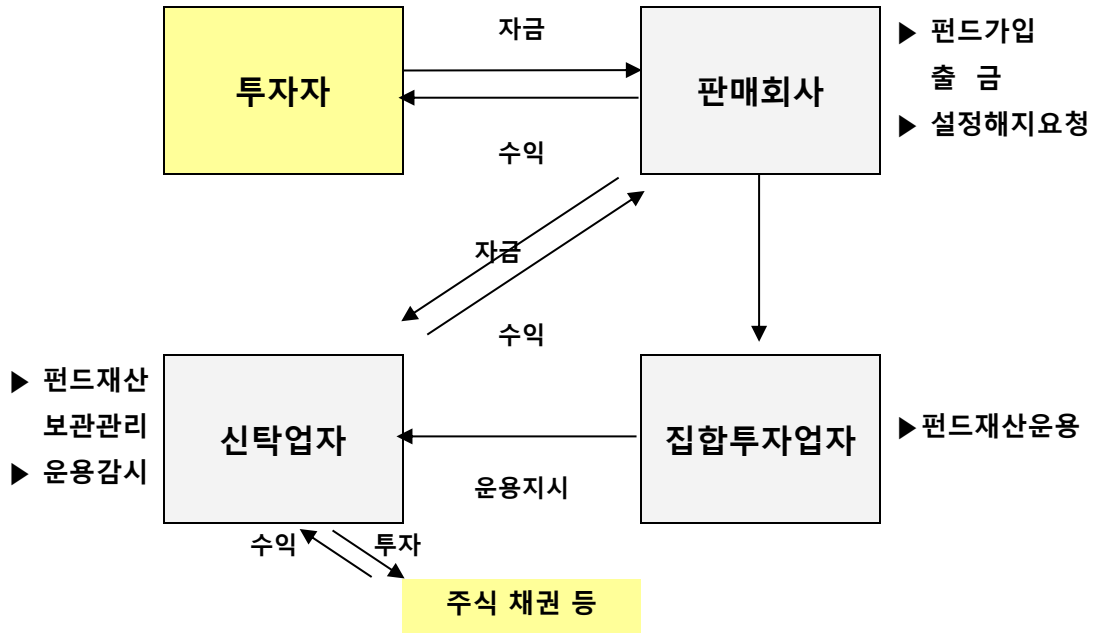 자금
투자자
판매회사
▶ 펀드가입
출 금
▶ 설정해지요청
수익
자금
수익
▶ 펀드재산
보관관리
▶ 운용감시
신탁업자
집합투자업자
▶펀드재산운용
운용지시
수익
투자
주식 채권 등